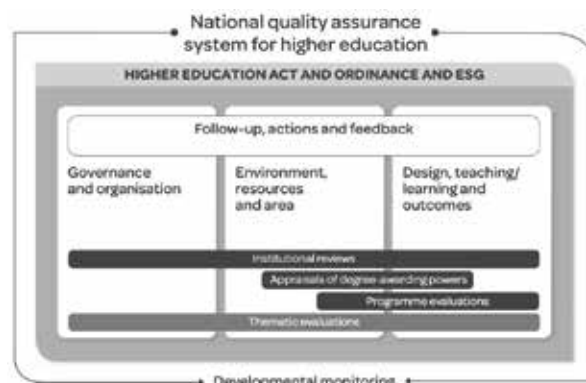 National quality assurance
system for higher education
HIGHER EDUCATION ACT AND ORDINANCE AND ESG
Follow-up, actions and feedback
Governance
and organisation
Environment,
resources
and area
Design, teaching/
learning and
outcomes
Institutional reviews
Appraisals of degree-awarding powers
Programme evaluations
Thematic evaluations
Developmental monitoring